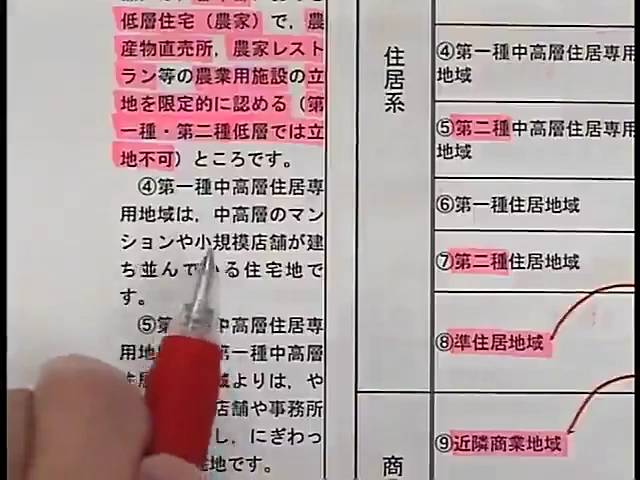 低層住宅（農家）で，農
産物直売所，農家レスト
ラン等の農業用施設の立
地を限定的に認める（第
一種・第二種低層では立
地不可）ところです。
④第一種中高層住居専
用地域は，中高層のマン
ションや小規模店舗が建
ち並んでいる住宅地で
す。
⑤第 中高層住居専
用地 第一種中高層
よりは，や
店舗や事務所
し，にぎわっ
地です。
住居系
商
④第一種中高層住居専用
地域
⑤第二種中高層住居専用
地域
⑥第一種住居地域
⑦第二種住居地域
⑧準住居地域
⑨近隣商業地域